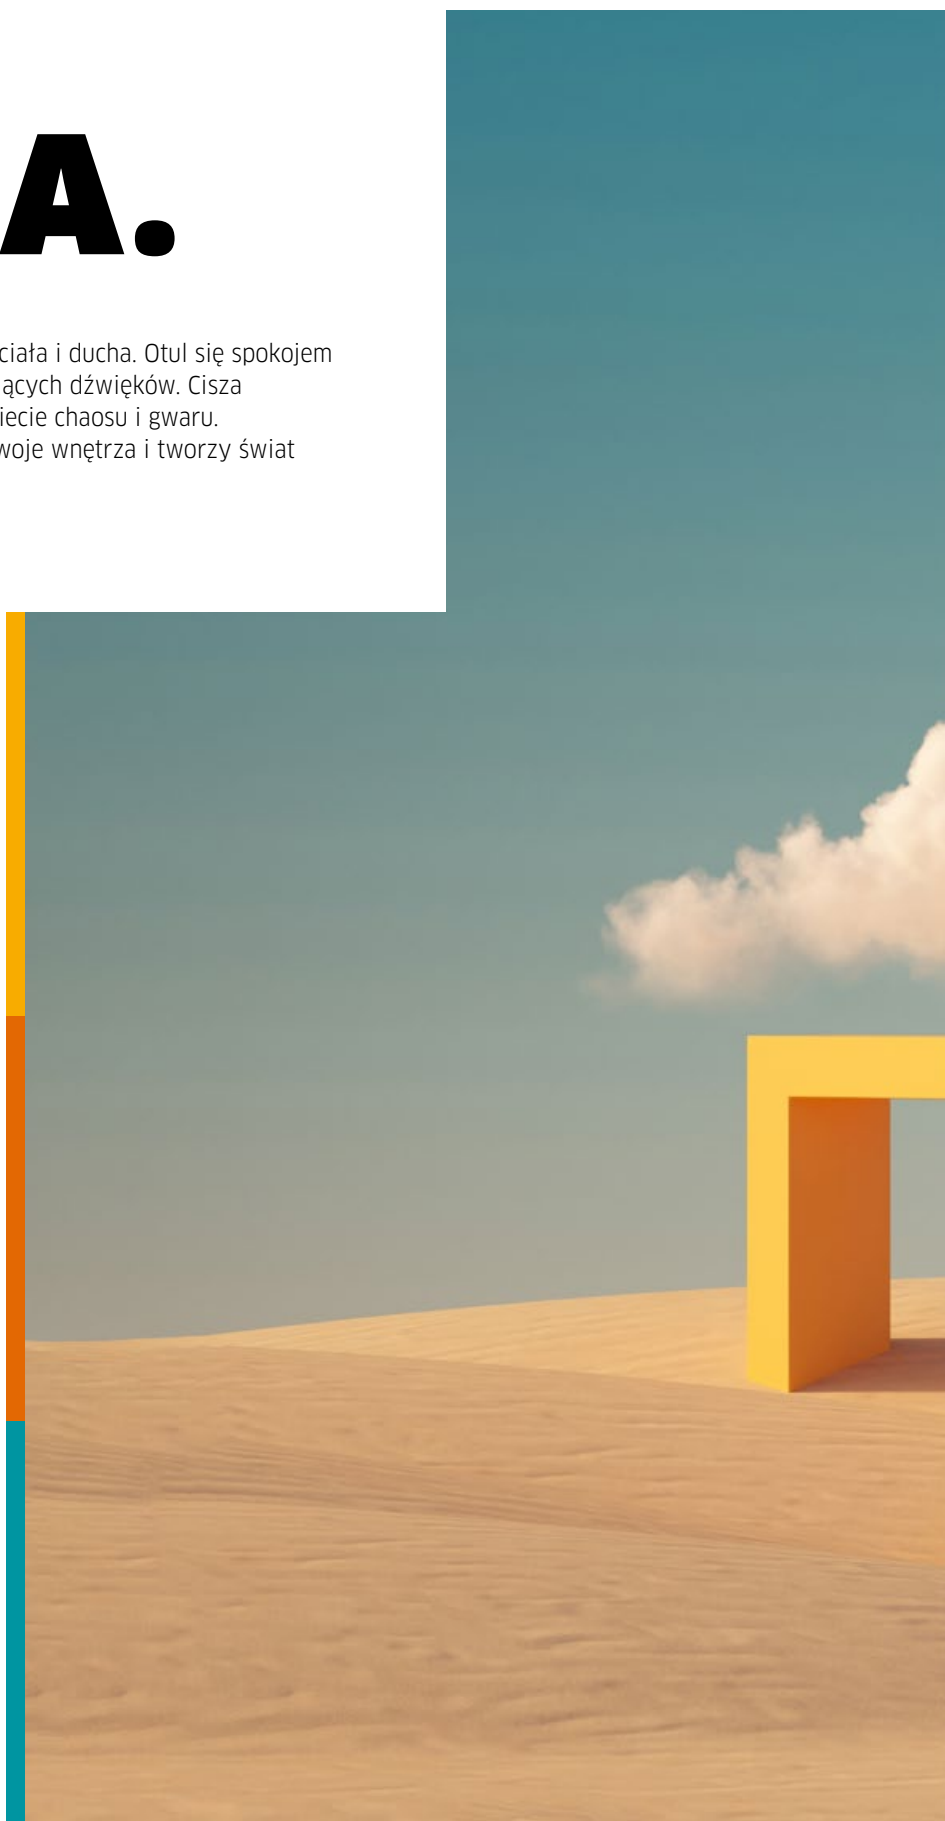 A.
ciała i ducha. Otul się spokojem
ących dźwięków. Cisza
iecie chaosu i gwaru.
woje wnętrza i tworzy świat